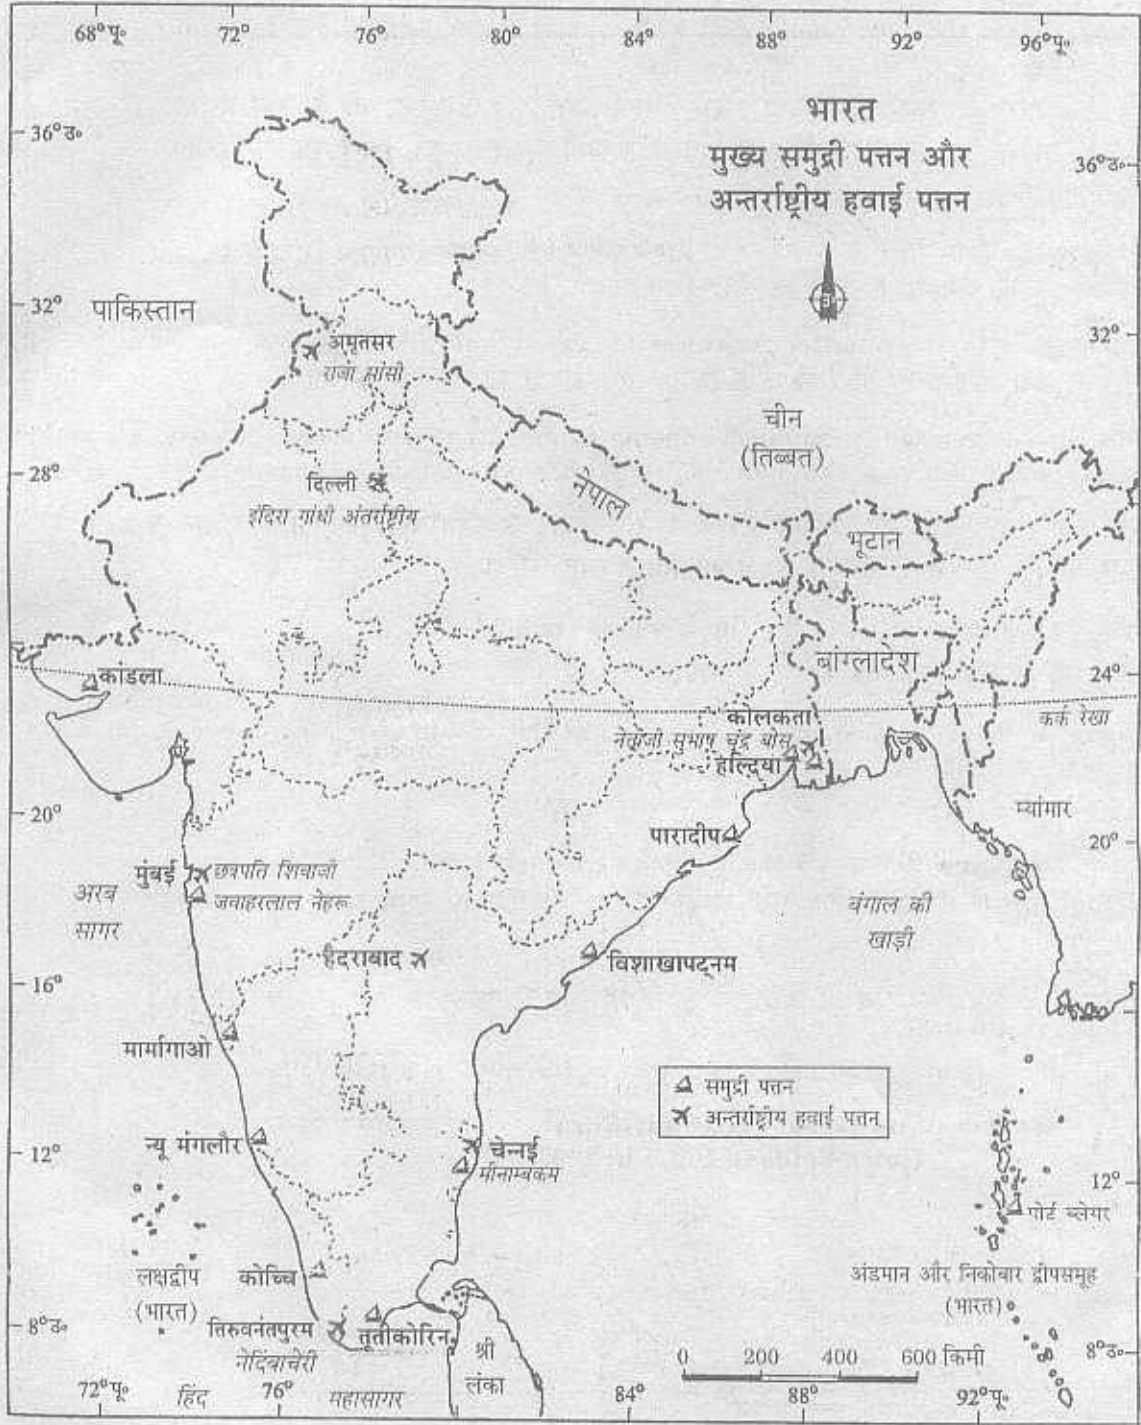 68°पू॰ 72° 76° 80° 84° 88° 92° 96°पू॰
भारत
मुख्य समुद्री पत्तन और
अन्तर्राष्ट्रीय हवाई पत्तन
36°उ॰
36°उ॰
पाकिस्तान
32°
32°
अमृतसर
राजा सांसी
चीन
(तिब्बत)
28°
28°
दिल्ली
इंदिरा गांधी अंतर्राष्ट्रीय
नेपाल
भूटान
बांग्लादेश
कांडला
24°
कर्क रेखा
कोलकता
नेताजी सुभाष चंद्र बोस
हल्दिया
20°
म्यांमार
पारादीप
20°
मुंबई
छत्रपति शिवाजी
जवाहरलाल नेहरू
अरब
सागर
बंगाल की
खाड़ी
हैदराबाद
विशाखापट्नम
16°
मार्मागाओ
समुद्री पत्तन
अन्तर्राष्ट्रीय हवाई पत्तन
न्यू मंगलौर
12°
चेन्नई
मीनाम्बकम
12°
पोर्ट ब्लेयर
लक्षद्वीप
(भारत)
कोच्चि
अंडमान और निकोबार द्वीपसमूह
(भारत)
8°उ॰
तिरुवनंतपुरम
नेदिंबाचेरी
तूतीकोरिन
श्री
लंका
0 200 400 600 किमी
8°उ॰
72°पू॰ हिंद 76° महासागर 84° 88° 92°पू॰